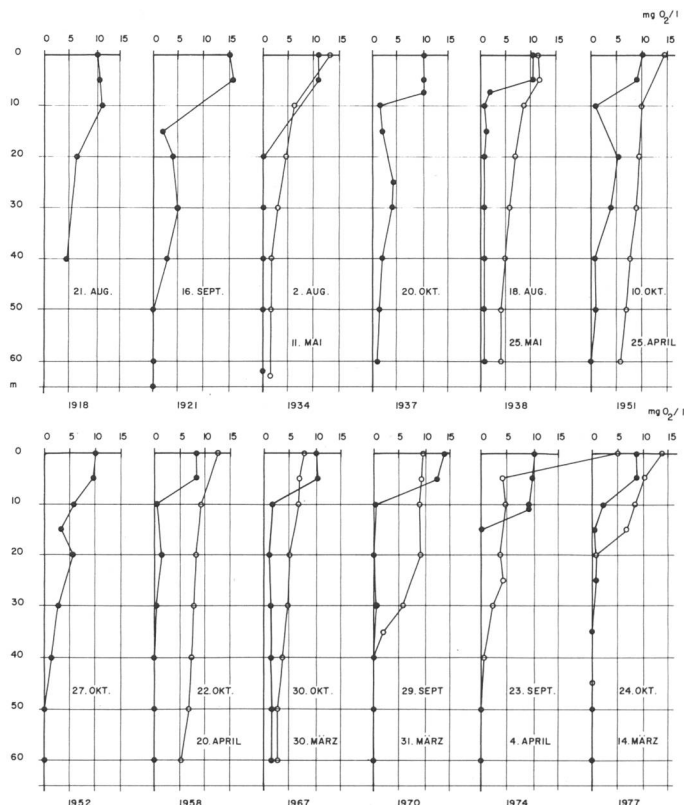 mg O2/l
0 5 10 15 0 5 10 15 0 5 10 15 0 5 10 15 0 5 10 15 0 5 10 15
0
10
20
30
40
21. AUG. 16. SEPT. 2. AUG. 20. OKT. 18. AUG. 10. OKT.
50
11. MAI 25. MAI 25. APRIL
60
m
1918 1921 1934 1937 1938 1951
mg O2/l
0 5 10 15 0 5 10 15 0 5 10 15 0 5 10 15 0 5 10 15 0 5 10 15
0
10
20
30
40
27. OKT. 22. OKT. 30. OKT. 29. SEPT 23. SEPT. 24. OKT.
50
20. APRIL 30. MÄRZ 31. MÄRZ 4. APRIL 14. MÄRZ
60
1952 1958 1967 1970 1974 1977